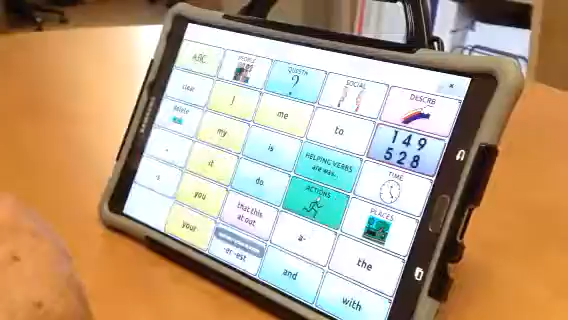 ABC
PEOPLE
QUESTN
?
SOCIAL
DESCRB
clear
I
me
to
149
528
delete
my
is
HELPING VERBS
are was..
TIME
it
do
ACTIONS
PLACES
-s
you
that this
at out
a-
the
your
-er -est
and
with
SAMSUNG